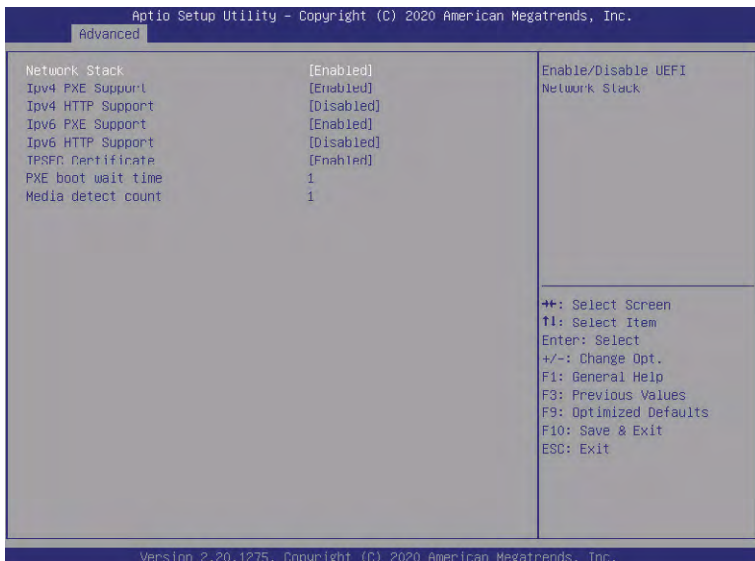 Aptio Setup Utility – Copyright (C) 2020 American Megatrends, Inc.
Advanced
Network Stack [Enabled]
Ipv4 PXE Support [Enabled]
Ipv4 HTTP Support [Disabled]
Ipv6 PXE Support [Enabled]
Ipv6 HTTP Support [Disabled]
IPSEC Certificate [Enabled]
PXE boot wait time 1
Media detect count 1
Enable/Disable UEFI
Network Stack
→←: Select Screen
↑↓: Select Item
Enter: Select
+/-: Change Opt.
F1: General Help
F3: Previous Values
F9: Optimized Defaults
F10: Save & Exit
ESC: Exit
Version 2.20.1275. Copyright (C) 2020 American Megatrends, Inc.